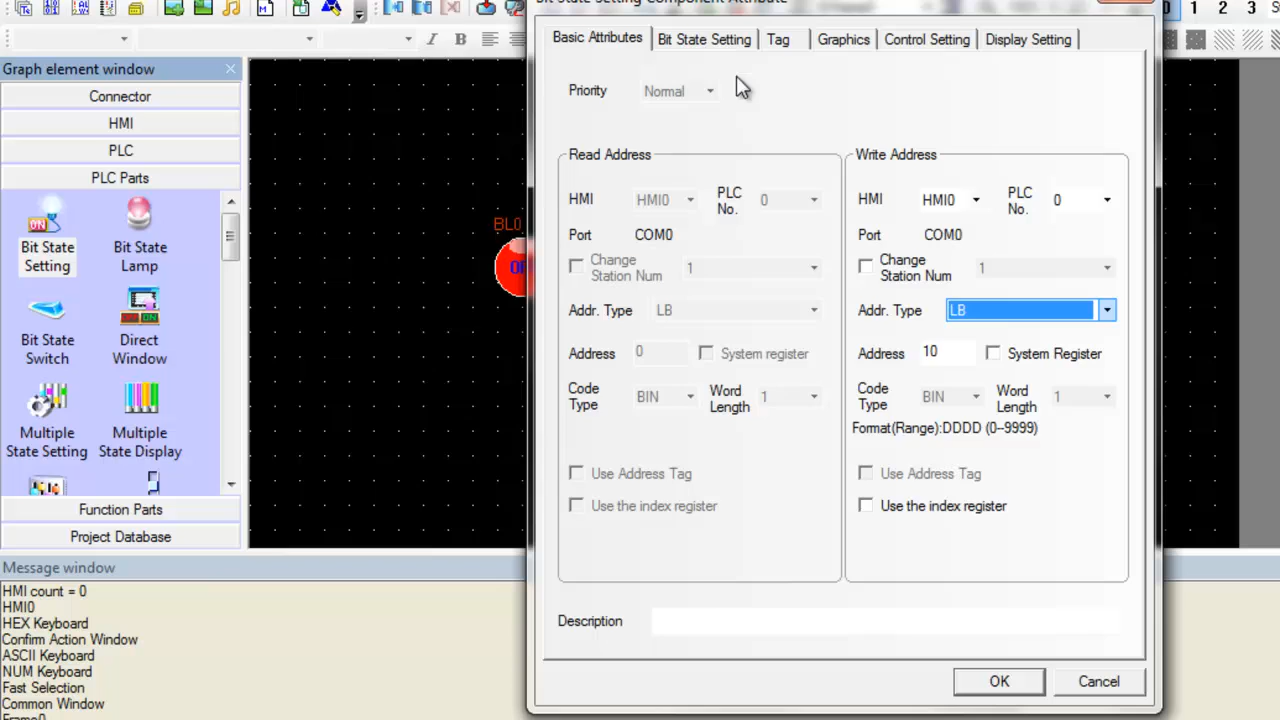 Bit State Setting Component Attribute
0 1 2 3
I B
Graph element window
Connector
HMI
PLC
PLC Parts
Bit State
Setting
Bit State
Lamp
Bit State
Switch
Direct
Window
Multiple
State Setting
Multiple
State Display
Function Parts
Project Database
BL0
Basic Attributes
Bit State Setting
Tag
Graphics
Control Setting
Display Setting
Priority
Normal
Read Address
HMI
HMI0
PLC
No.
0
Port
COM0
Change
Station Num
1
Addr. Type
LB
Address
0
System register
Code
Type
BIN
Word
Length
1
Use Address Tag
Use the index register
Write Address
HMI
HMI0
PLC
No.
0
Port
COM0
Change
Station Num
1
Addr. Type
LB
Address
10
System Register
Code
Type
BIN
Word
Length
1
Format(Range):DDDD (0--9999)
Use Address Tag
Use the index register
Description
OK
Cancel
Message window
HMI count = 0
HMI0
HEX Keyboard
Confirm Action Window
ASCII Keyboard
NUM Keyboard
Fast Selection
Common Window
Frame0